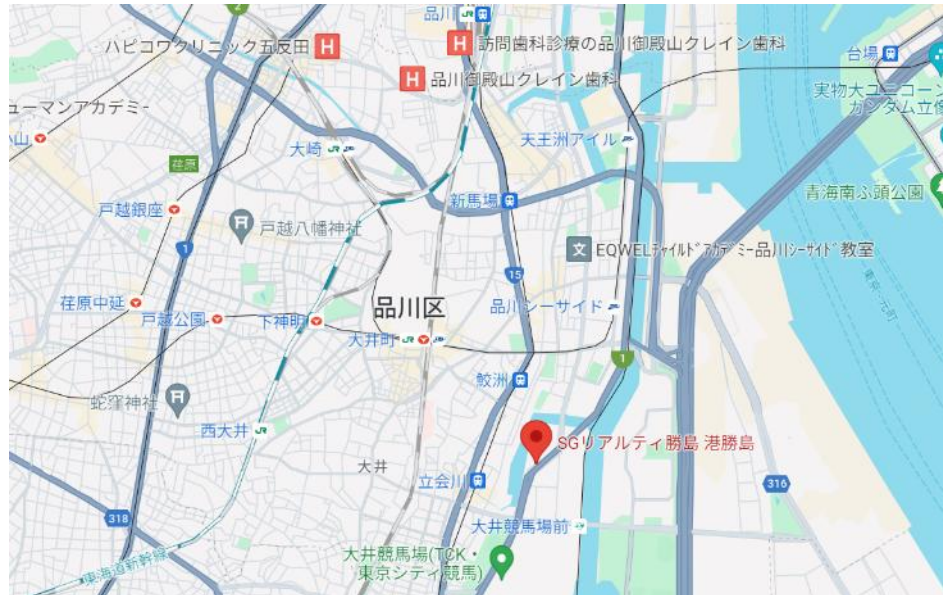 2
品川
ハピコワクリニック五反田
訪問歯科診療の品川御殿山クレイン歯科
品川御殿山クレイン歯科
台場
実物大ユニコーン
ガンダム立像
ューマンアカデミー
小山
荏原
大崎
天王洲アイル
青海南ふ頭公園
戸越銀座
戸越八幡神社
新馬場
1
EQWELﾁｬｲﾙﾄﾞｱｶﾃﾞﾐｰ品川ｼｰｻｲﾄﾞ教室
15
荏原中延
戸越公園
下神明
品川区
品川シーサイド
東京・元町
大井町
1
鮫洲
蛇窪神社
西大井
SGリアルティ勝島 港勝島
大井
立会川
316
318
大井競馬場前
大井競馬場(TCK・
東京シティ競馬)
東海道新幹線